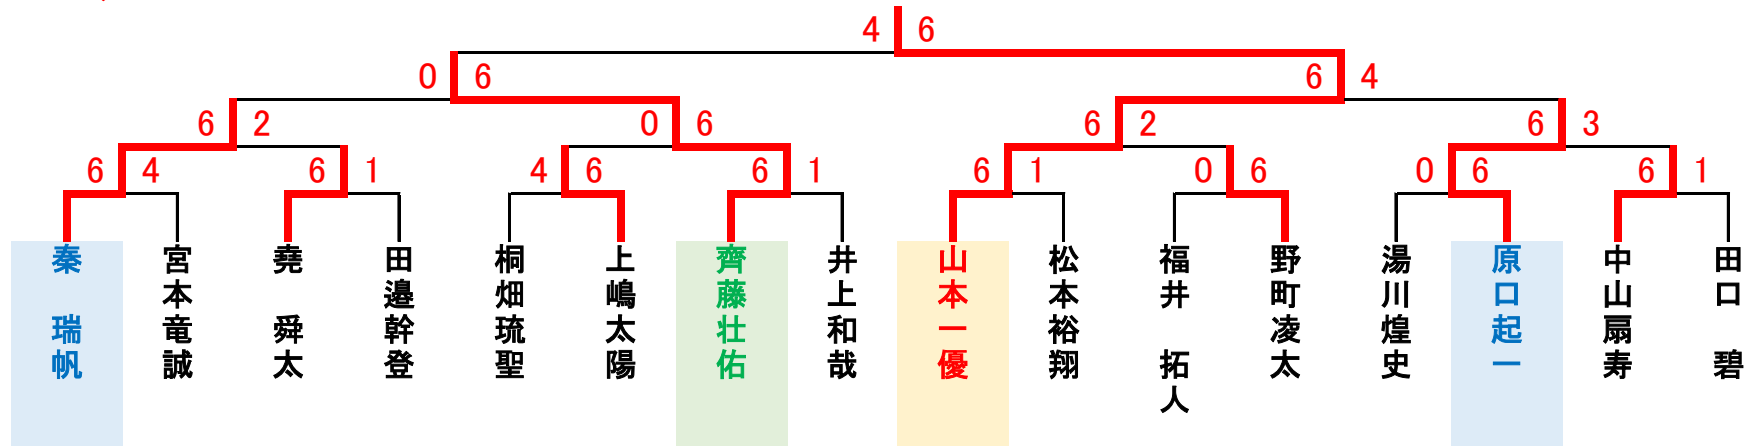 4 6
0 6 6 4
6 2 0 6 6 2 6 3
6 4 6 1 4 6 6 1 6 1 0 6 0 6 6 1
秦　瑞帆
宮本竜誠
堯　舜太
田邉幹登
桐畑琉聖
上嶋太陽
齊藤壮佑
井上和哉
山本一優
松本裕翔
福井　拓人
野町凌太
湯川煌史
原口起一
中山扇寿
田口　碧